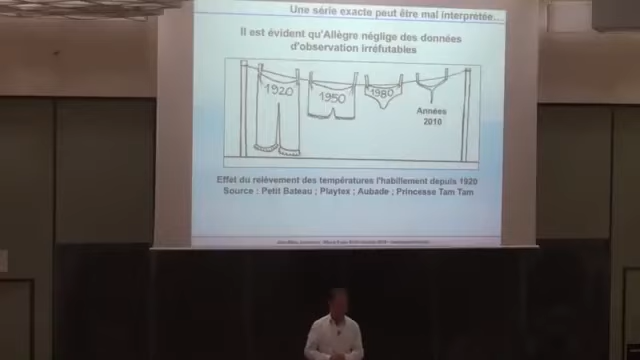 Une série exacte peut être mal interprétée...
Il est évident qu'Allègre néglige des données
d'observation irréfutables
1920
1950
1980
Années
2010
Effet du relèvement des températures l'habillement depuis 1920
Source : Petit Bateau ; Playtex ; Aubade ; Princesse Tam Tam